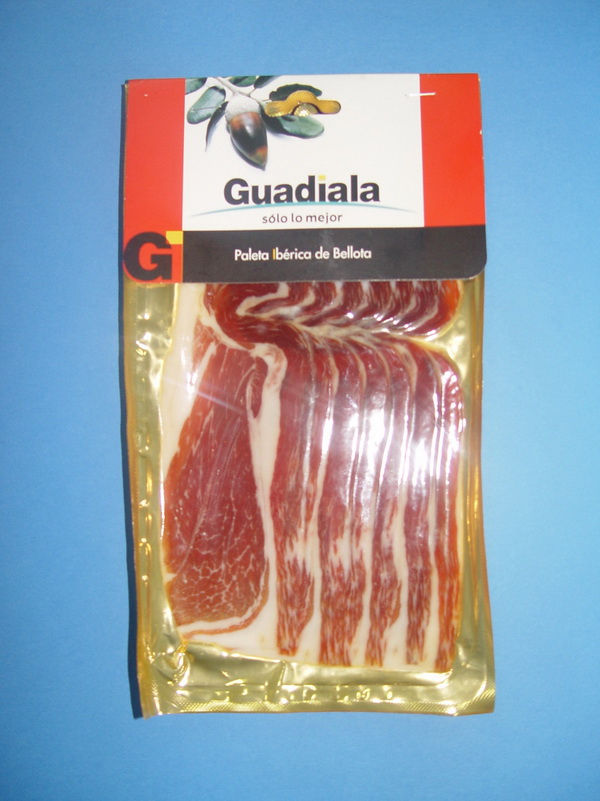 Guadiala
sólo lo mejor
G
Paleta Ibérica de Bellota